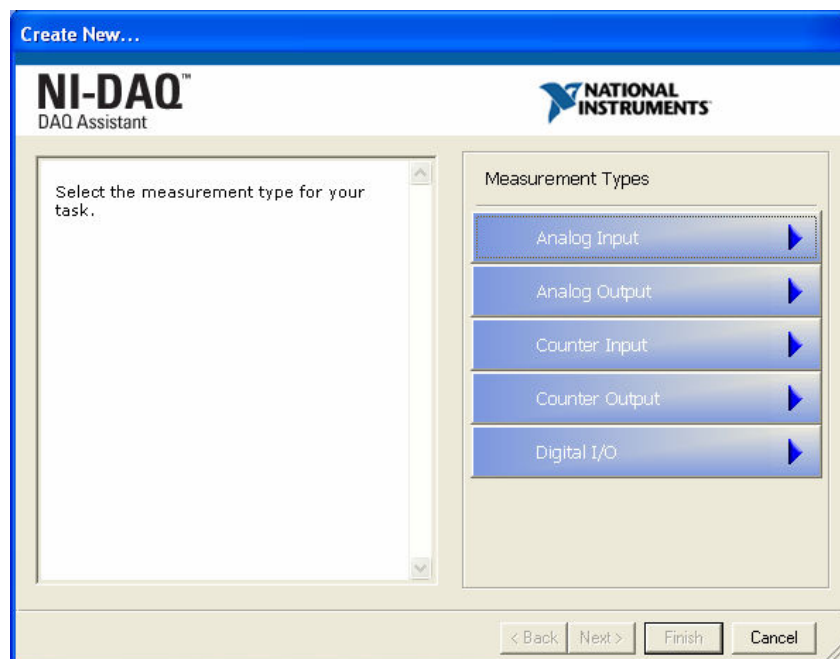 Create New...
NI-DAQ™
DAQ Assistant
NATIONAL
INSTRUMENTS
Select the measurement type for your
task.
Measurement Types
Analog Input
Analog Output
Counter Input
Counter Output
Digital I/O
< Back
Next >
Finish
Cancel